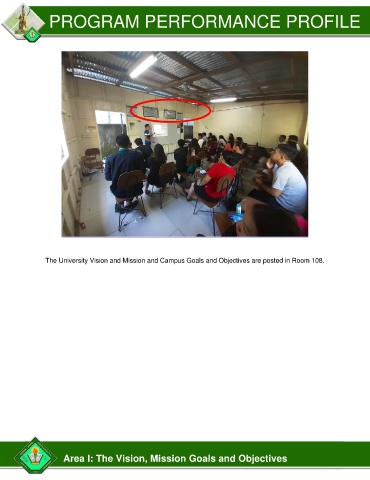 PROGRAM PERFORMANCE PROFILE
The University Vision and Mission and Campus Goals and Objectives are posted in Room 108.
Area I: The Vision, Mission Goals and Objectives